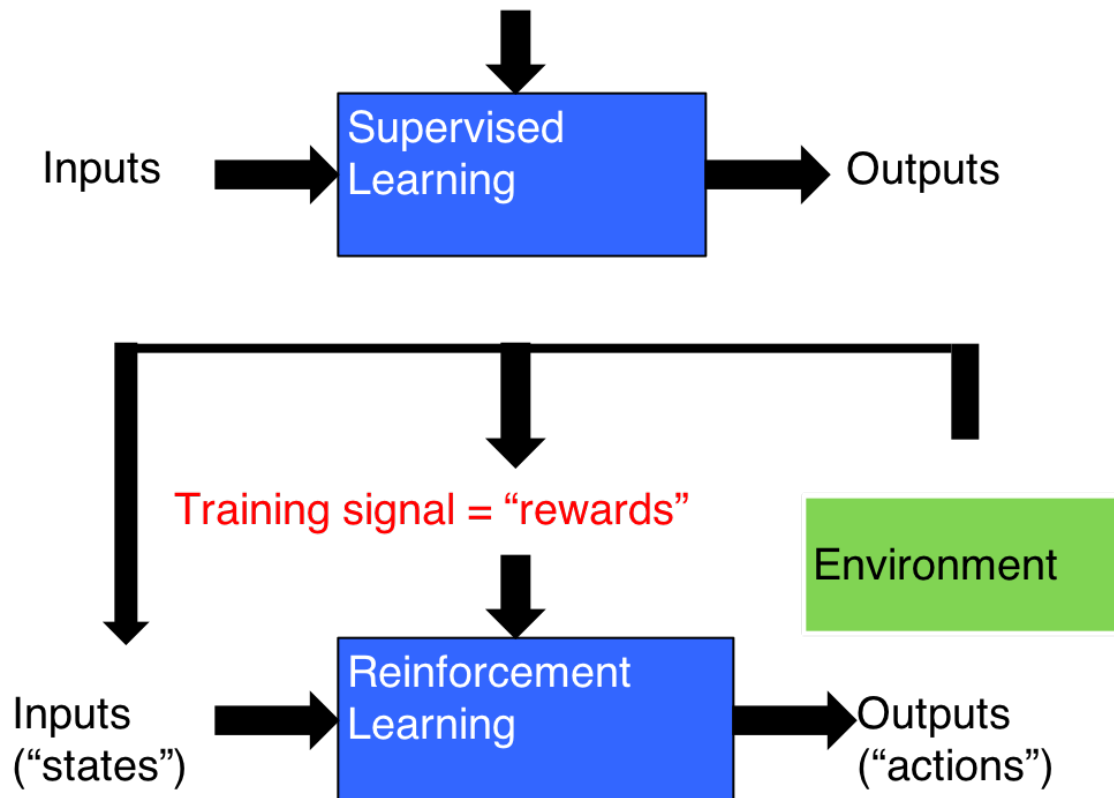 Supervised
Learning
Inputs
Outputs
Training signal = “rewards”
Environment
Reinforcement
Learning
Inputs
(“states”)
Outputs
(“actions”)